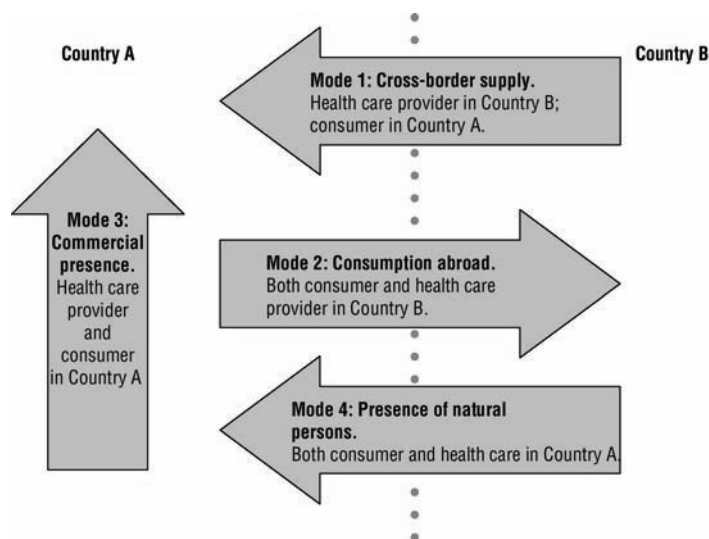 Country A
Country B
Mode 1: Cross-border supply.
Health care provider in Country B;
consumer in Country A.
Mode 3:
Commercial
presence.
Health care
provider
and
consumer
in Country A
Mode 2: Consumption abroad.
Both consumer and health care
provider in Country B.
Mode 4: Presence of natural
persons.
Both consumer and health care in Country A.